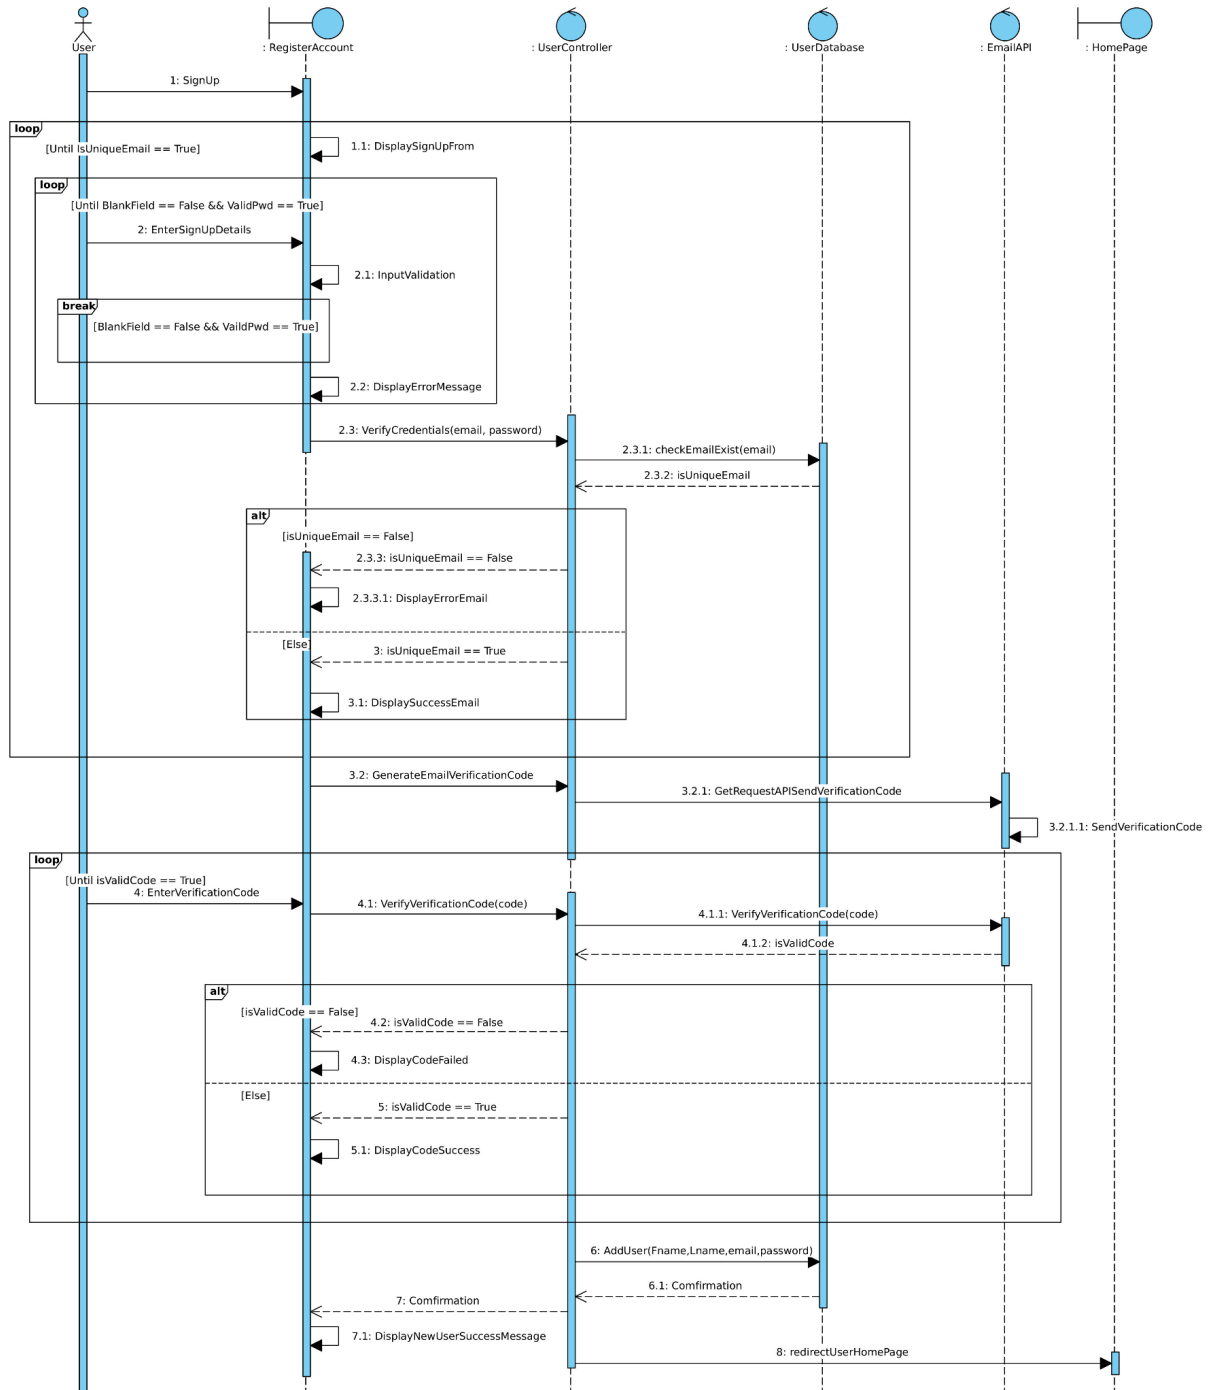 User
: RegisterAccount
: UserController
: UserDatabase
: EmailAPI
: HomePage
1: SignUp
loop
[Until IsUniqueEmail == True]
1.1: DisplaySignUpFrom
loop
[Until BlankField == False && ValidPwd == True]
2: EnterSignUpDetails
2.1: InputValidation
break
[BlankField == False && VaildPwd == True]
2.2: DisplayErrorMessage
2.3: VerifyCredentials(email, password)
2.3.1: checkEmailExist(email)
2.3.2: isUniqueEmail
alt
[isUniqueEmail == False]
2.3.3: isUniqueEmail == False
2.3.3.1: DisplayErrorEmail
[Else]
3: isUniqueEmail == True
3.1: DisplaySuccessEmail
3.2: GenerateEmailVerificationCode
3.2.1: GetRequestAPISendVerificationCode
3.2.1.1: SendVerificationCode
loop
[Until isValidCode == True]
4: EnterVerificationCode
4.1: VerifyVerificationCode(code)
4.1.1: VerifyVerificationCode(code)
4.1.2: isValidCode
alt
[isValidCode == False]
4.2: isValidCode == False
4.3: DisplayCodeFailed
[Else]
5: isValidCode == True
5.1: DisplayCodeSuccess
6: AddUser(Fname,Lname,email,password)
6.1: Comfirmation
7: Comfirmation
7.1: DisplayNewUserSuccessMessage
8: redirectUserHomePage